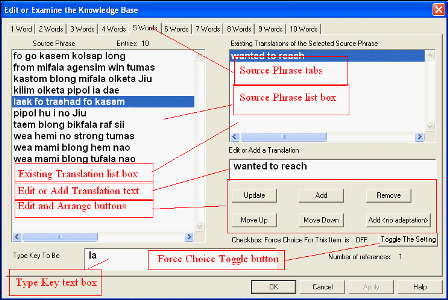 Edit or Examine the Knowledge Base
1 Word 2 Words 3 Words 4 Words 5 Words 6 Words 7 Words 8 Words 9 Words 10 Words
Source Phrase Entries: 10
fo go kasem kolsap long
from mifala agensim win tumas
kastom blong mifala olketa Jiu
kilim olketa pipol ia dae
laek fo traehad fo kasem
pipol hu i no Jiu
taem blong bikfala raf sii
wea hemi no strong tumas
wea mami blong hem nao
wea mami blong tufala nao
Existing Translations of the Selected Source Phrase
wanted to reach
Source Phrase tabs
Source Phrase list box
Existing Translation list box
Edit or Add a Translation
wanted to reach
Edit or Add Translation text
Edit and Arrange buttons
Update Add Remove
Move Up Move Down Add <no adaptation>
Checkbox: Force Choice For This Item is OFF Toggle The Setting
Type Key To Be la
Force Choice Toggle button
Number of references: 1
Type Key text box
OK Cancel Apply Help